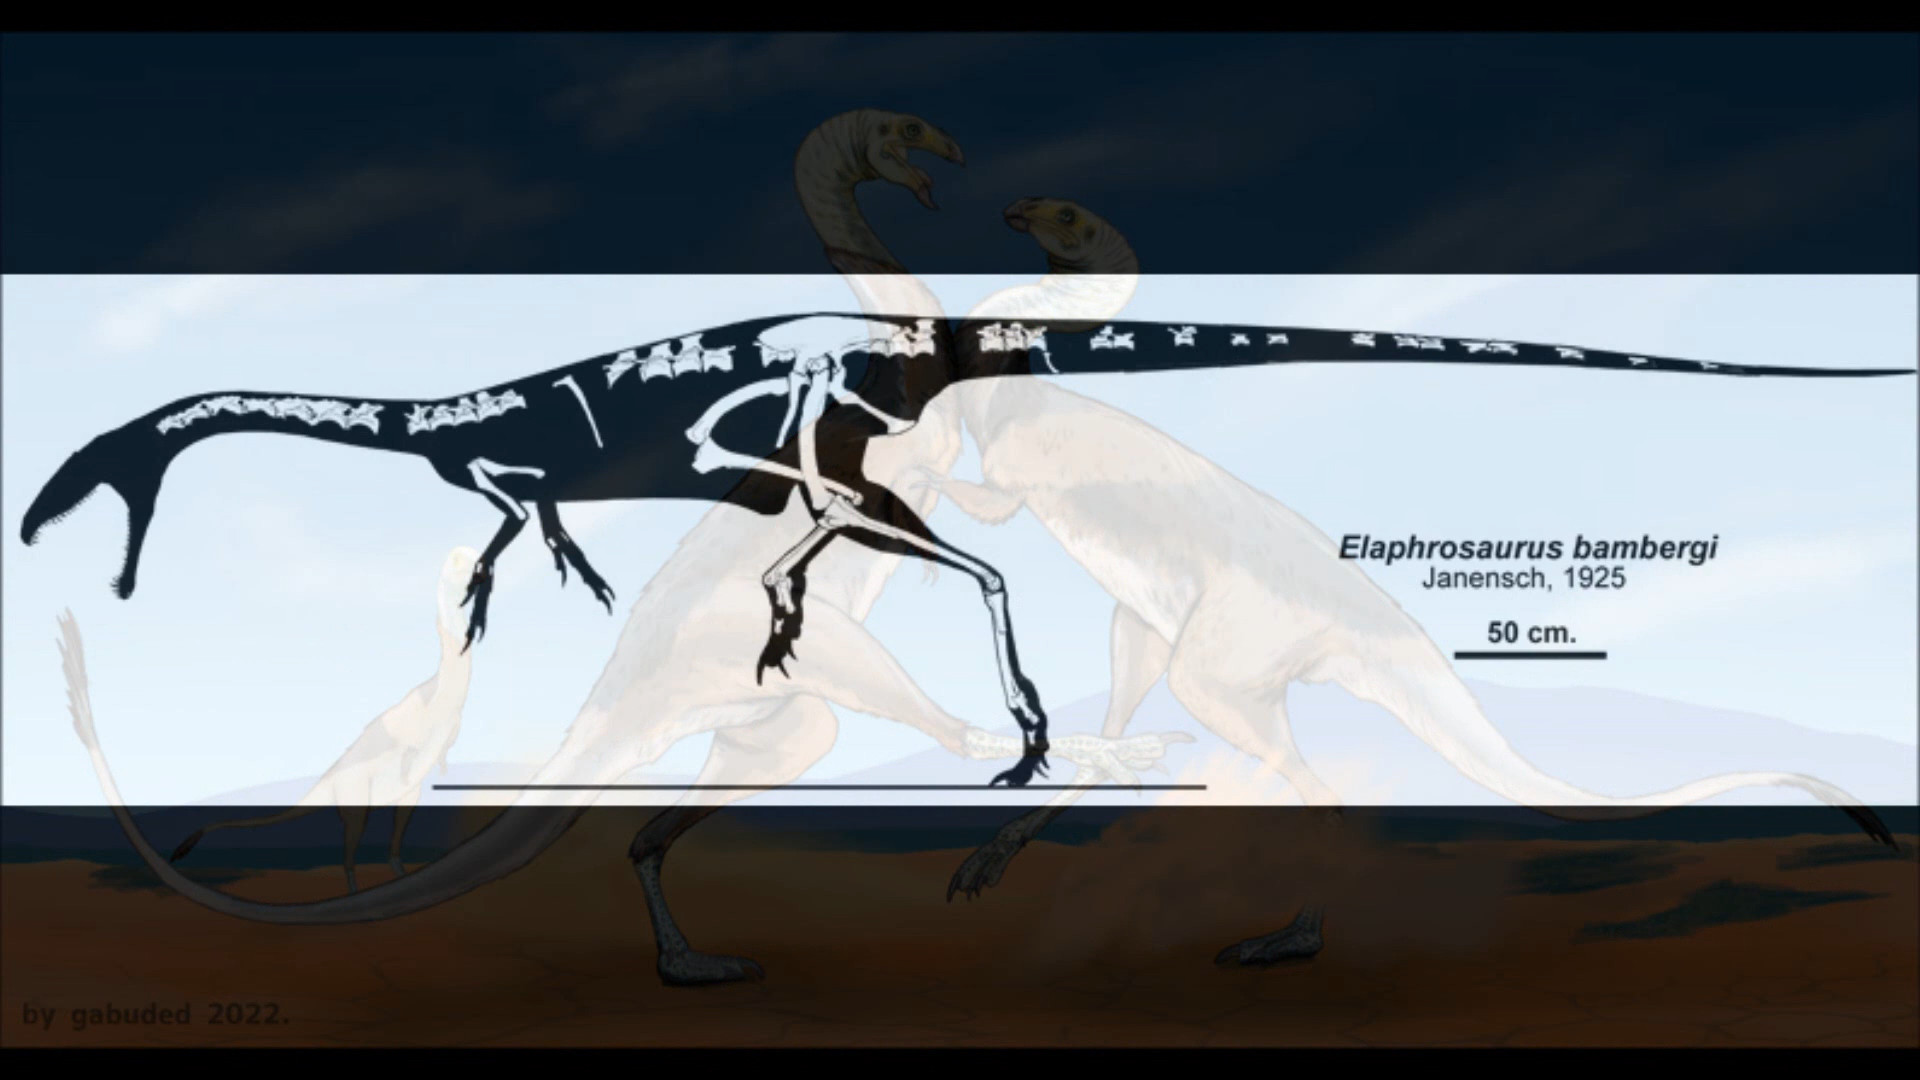 Elaphrosaurus bambergi
Janensch, 1925
50 cm.
by gabuded 2022.